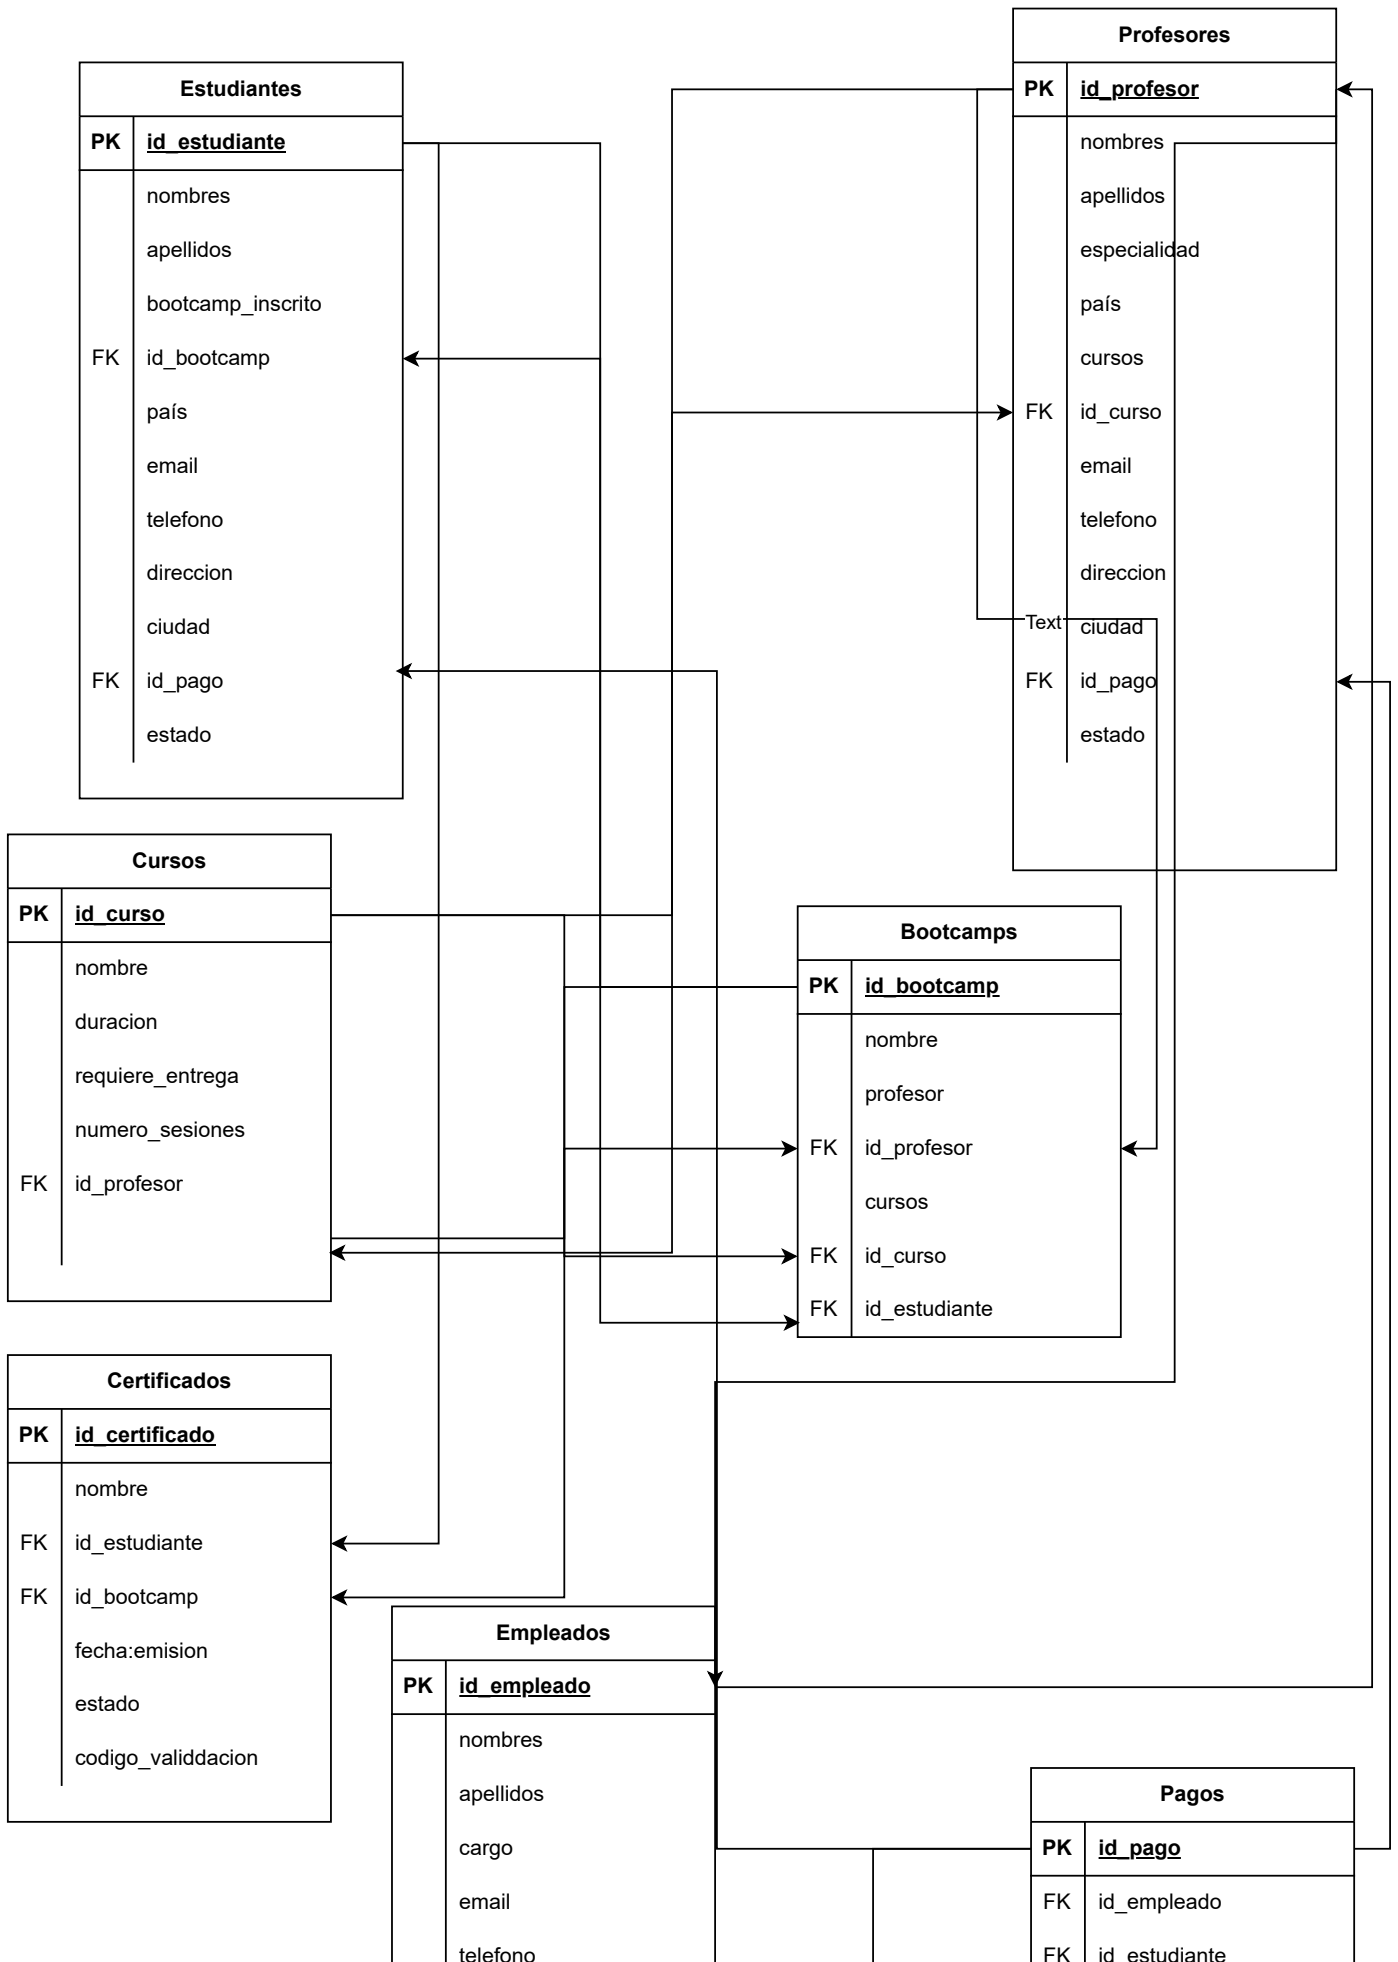 Profesores
PK id_profesor
nombres
apellidos
especialidad
país
cursos
FK id_curso
email
telefono
direccion
Text
ciudad
FK id_pago
estado
Estudiantes
PK id_estudiante
nombres
apellidos
bootcamp_inscrito
FK id_bootcamp
país
email
telefono
direccion
ciudad
FK id_pago
estado
Cursos
PK id_curso
nombre
duracion
requiere_entrega
numero_sesiones
FK id_profesor
Bootcamps
PK id_bootcamp
nombre
profesor
FK id_profesor
cursos
FK id_curso
FK id_estudiante
Certificados
PK id_certificado
nombre
FK id_estudiante
FK id_bootcamp
fecha:emision
estado
codigo_validdacion
Empleados
PK id_empleado
nombres
apellidos
cargo
email
telefono
Pagos
PK id_pago
FK id_empleado
FK id_estudiante